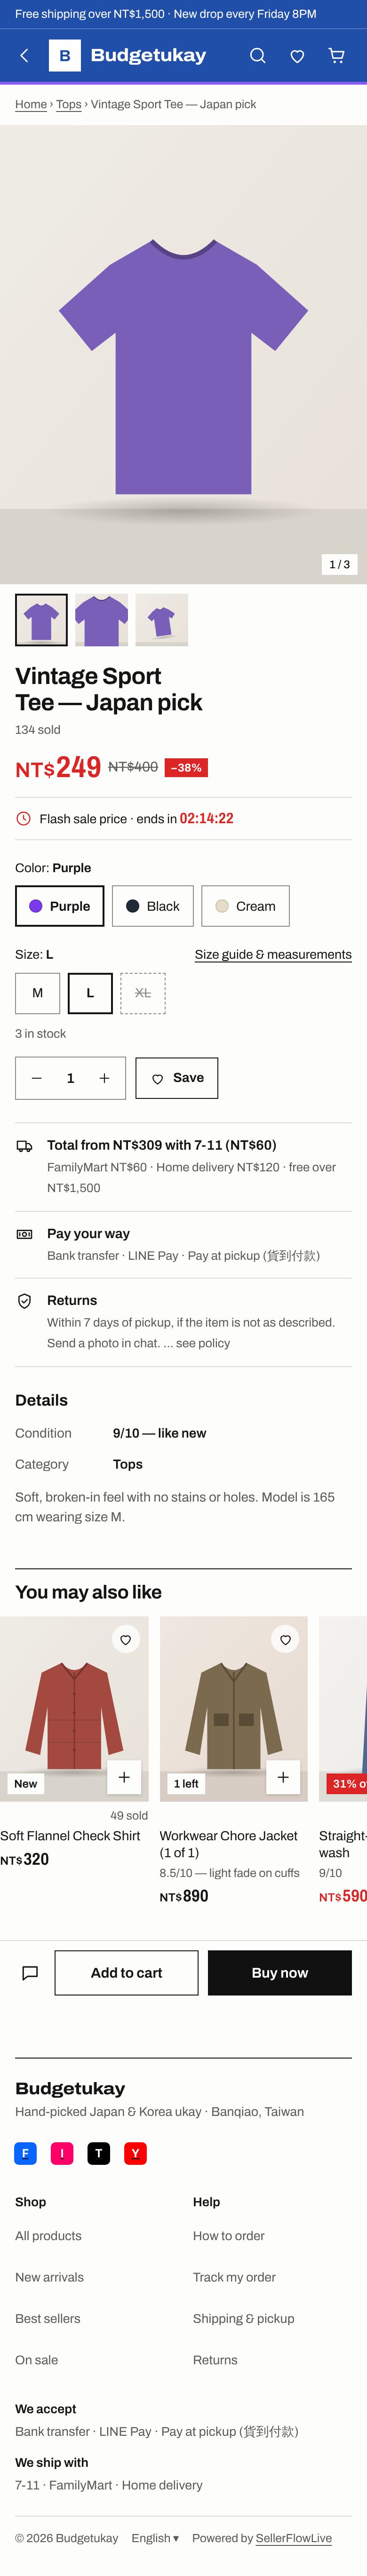 Free shipping over NT$1,500 · New drop every Friday 8PM
B Budgetukay
Home › Tops › Vintage Sport Tee — Japan pick
1 / 3
Vintage Sport
Tee — Japan pick
134 sold
NT$249 NT$400 −38%
Flash sale price · ends in 02:14:22
Color: Purple
Purple Black Cream
Size: L Size guide & measurements
M L XL
3 in stock
− 1 + Save
Total from NT$309 with 7-11 (NT$60)
FamilyMart NT$60 · Home delivery NT$120 · free over
NT$1,500
Pay your way
Bank transfer · LINE Pay · Pay at pickup (貨到付款)
Returns
Within 7 days of pickup, if the item is not as described.
Send a photo in chat. ... see policy
Details
Condition 9/10 — like new
Category Tops
Soft, broken-in feel with no stains or holes. Model is 165
cm wearing size M.
You may also like
New + 1 left + 31% o
49 sold
Soft Flannel Check Shirt
NT$320
Workwear Chore Jacket
(1 of 1)
8.5/10 — light fade on cuffs
NT$890
Straight-
wash
9/10
NT$590
Add to cart Buy now
Budgetukay
Hand-picked Japan & Korea ukay · Banqiao, Taiwan
F I T Y
Shop Help
All products How to order
New arrivals Track my order
Best sellers Shipping & pickup
On sale Returns
We accept
Bank transfer · LINE Pay · Pay at pickup (貨到付款)
We ship with
7-11 · FamilyMart · Home delivery
© 2026 Budgetukay English ▾ Powered by SellerFlowLive